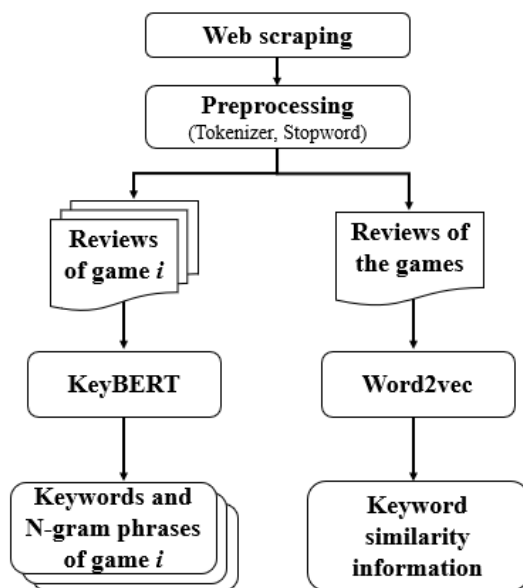 Web scraping
Preprocessing
(Tokenizer, Stopword)
Reviews
of game i
Reviews of
the games
KeyBERT
Word2vec
Keywords and
N-gram phrases
of game i
Keyword
similarity
information